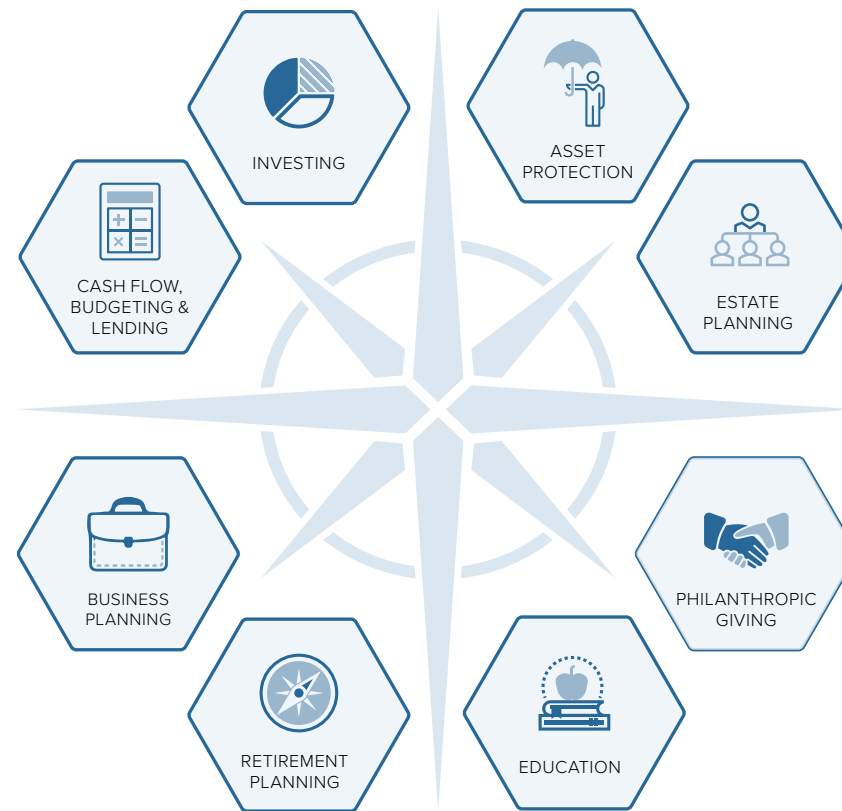 INVESTING
ASSET
PROTECTION
CASH FLOW,
BUDGETING &
LENDING
ESTATE
PLANNING
BUSINESS
PLANNING
PHILANTHROPIC
GIVING
RETIREMENT
PLANNING
EDUCATION